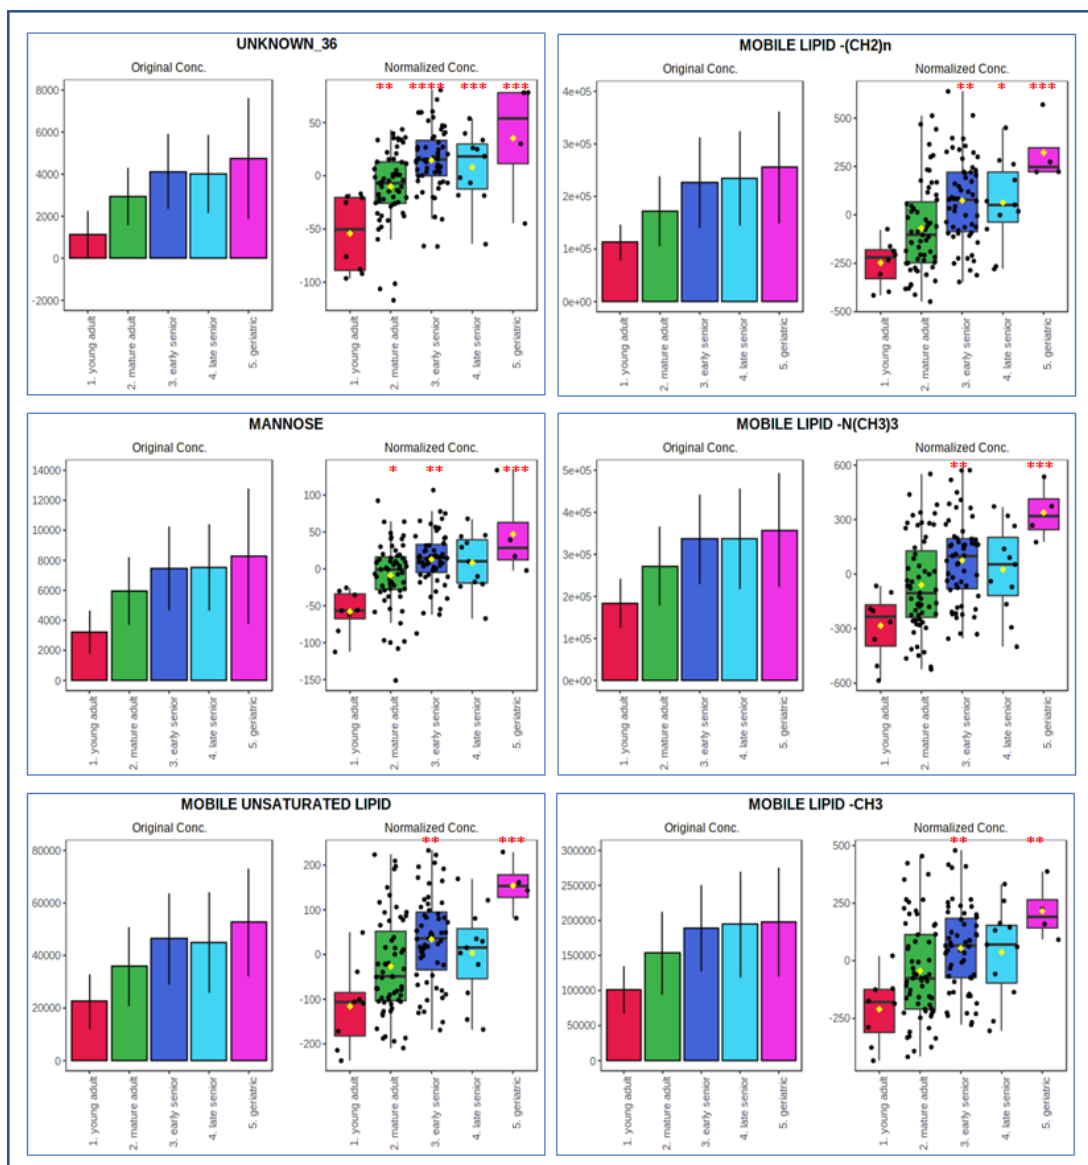 UNKNOWN_36
Original Conc.
8000
6000
4000
2000
0
-2000
1. young adult
2. mature adult
3. early senior
4. late senior
5. geriatric
Normalized Conc.
** **** *** ***
50
0
-50
-100
1. young adult
2. mature adult
3. early senior
4. late senior
5. geriatric
MOBILE LIPID -(CH2)n
Original Conc.
4e+05
3e+05
2e+05
1e+05
0e+00
1. young adult
2. mature adult
3. early senior
4. late senior
5. geriatric
Normalized Conc.
** * ***
500
250
0
-250
-500
1. young adult
2. mature adult
3. early senior
4. late senior
5. geriatric
MANNOSE
Original Conc.
14000
12000
10000
8000
6000
4000
2000
0
1. young adult
2. mature adult
3. early senior
4. late senior
5. geriatric
Normalized Conc.
* ** ***
100
50
0
-50
-100
-150
1. young adult
2. mature adult
3. early senior
4. late senior
5. geriatric
MOBILE LIPID -N(CH3)3
Original Conc.
5e+05
4e+05
3e+05
2e+05
1e+05
0e+00
1. young adult
2. mature adult
3. early senior
4. late senior
5. geriatric
Normalized Conc.
** ***
600
300
0
-300
-600
1. young adult
2. mature adult
3. early senior
4. late senior
5. geriatric
MOBILE UNSATURATED LIPID
Original Conc.
80000
60000
40000
20000
0
1. young adult
2. mature adult
3. early senior
4. late senior
5. geriatric
Normalized Conc.
** ***
200
100
0
-100
-200
1. young adult
2. mature adult
3. early senior
4. late senior
5. geriatric
MOBILE LIPID -CH3
Original Conc.
300000
250000
200000
150000
100000
50000
0
1. young adult
2. mature adult
3. early senior
4. late senior
5. geriatric
Normalized Conc.
** **
500
250
0
-250
1. young adult
2. mature adult
3. early senior
4. late senior
5. geriatric